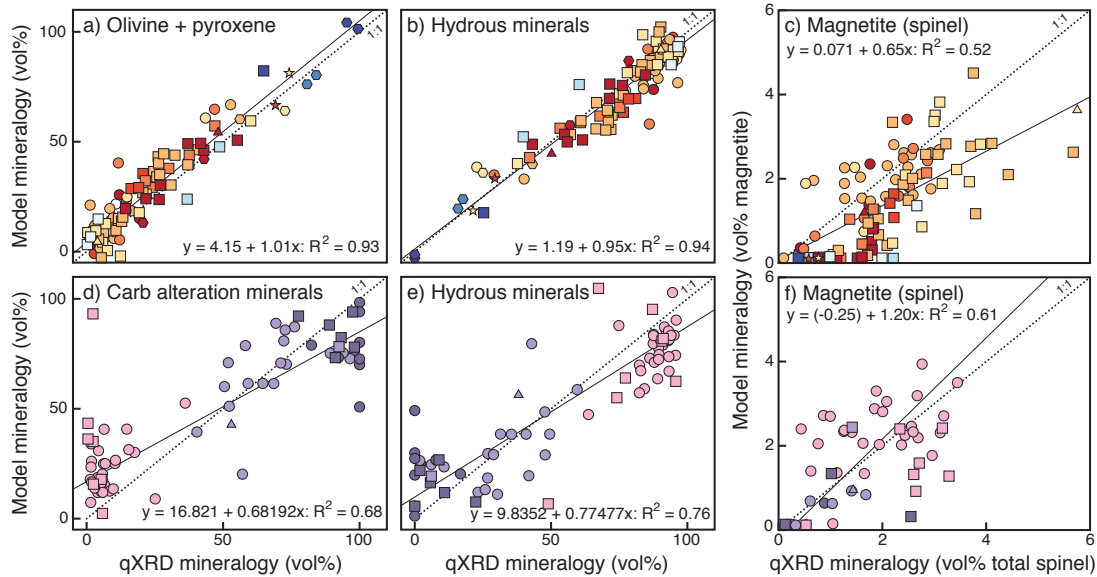 a) Olivine + pyroxene
1:1
y = 4.15 + 1.01x: R² = 0.93
Model mineralogy (vol%)
100
50
0
b) Hydrous minerals
1:1
y = 1.19 + 0.95x: R² = 0.94
c) Magnetite (spinel)
y = 0.071 + 0.65x: R² = 0.52
1:1
Model mineralogy (vol% magnetite)
6
4
2
0
d) Carb alteration minerals
1:1
y = 16.821 + 0.68192x: R² = 0.68
Model mineralogy (vol%)
100
50
0
0 50 100
qXRD mineralogy (vol%)
e) Hydrous minerals
1:1
y = 9.8352 + 0.77477x: R² = 0.76
0 50 100
qXRD mineralogy (vol%)
f) Magnetite (spinel)
y = (-0.25) + 1.20x: R² = 0.61
1:1
6
4
2
0
0 2 4 6
qXRD mineralogy (vol% total spinel)